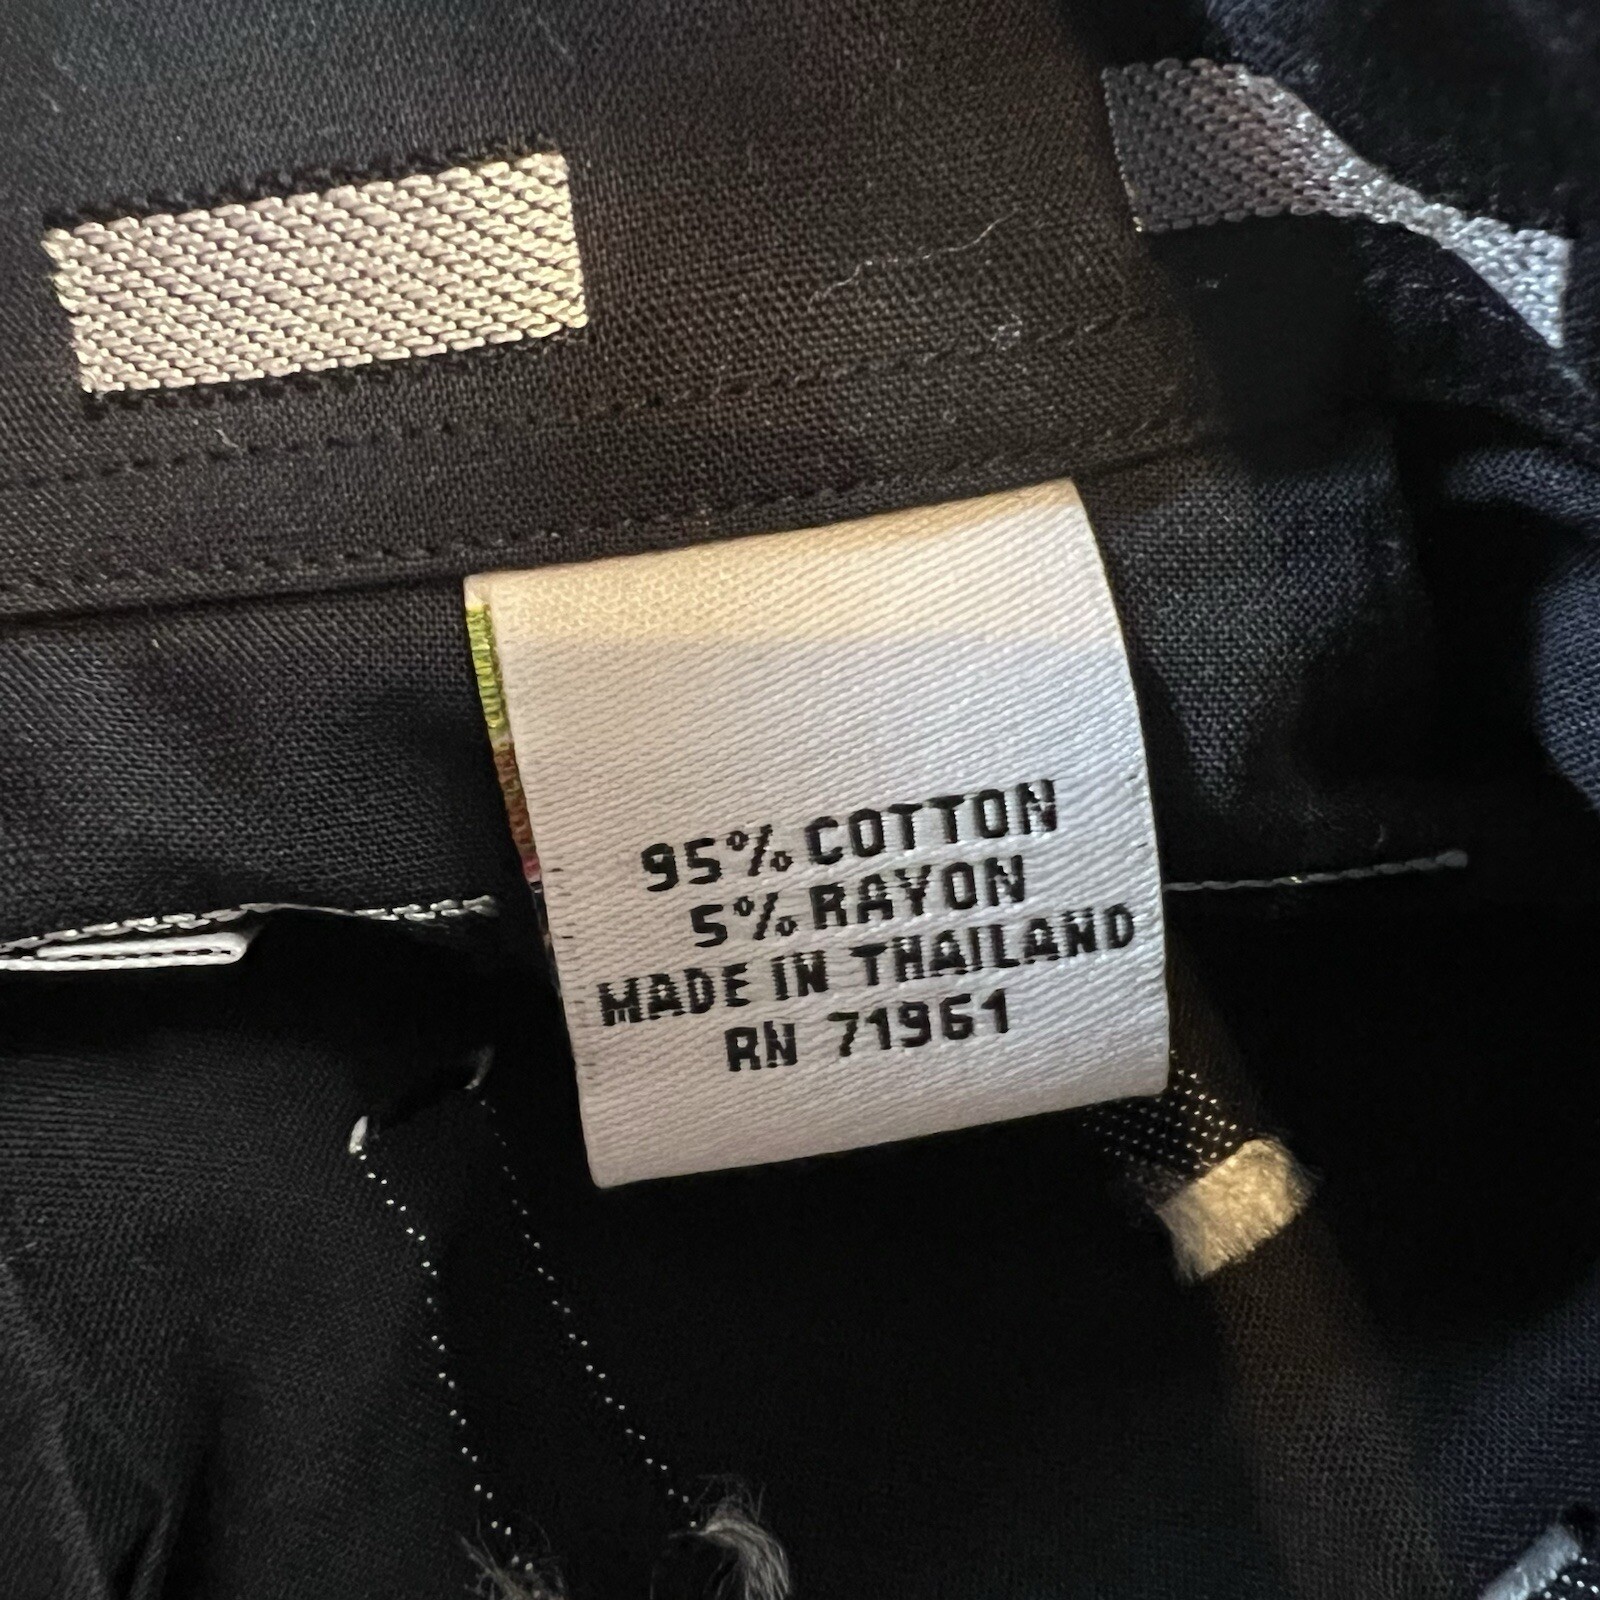 95% COTTON
5% RAYON
MADE IN THAILAND
RN 71961